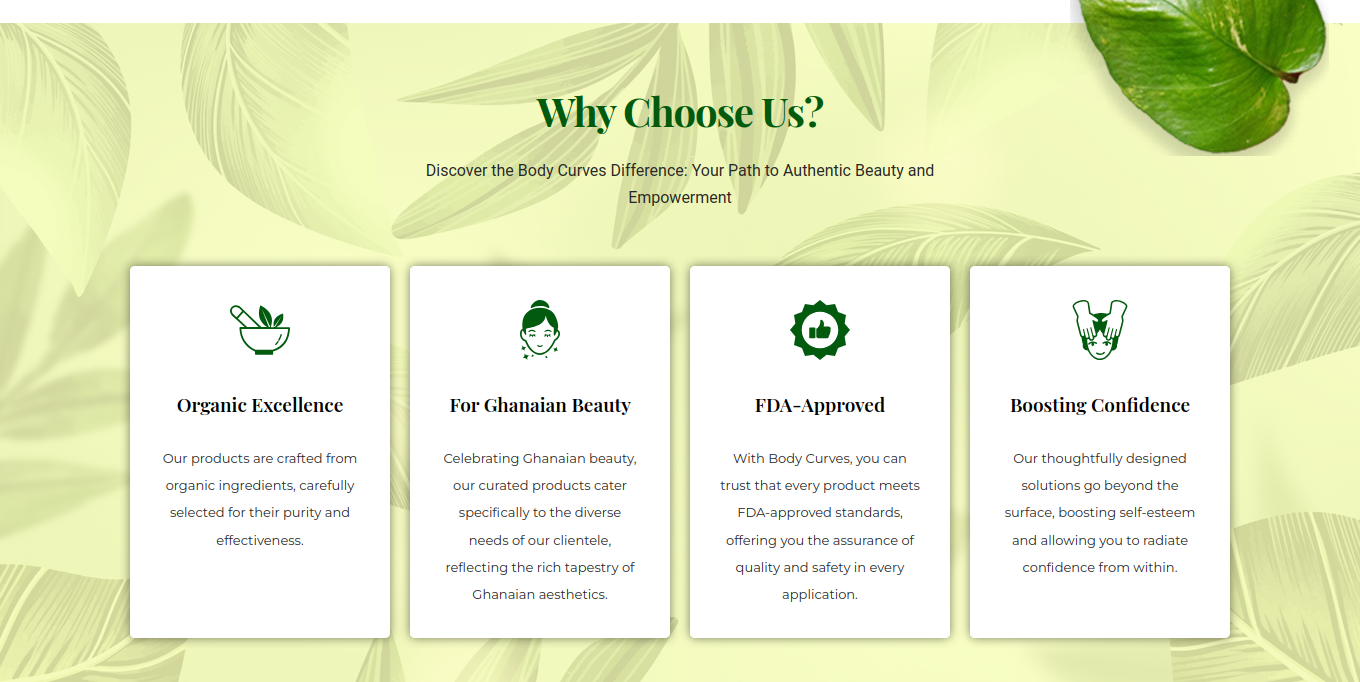 Why Choose Us?
Discover the Body Curves Difference: Your Path to Authentic Beauty and
Empowerment
Organic Excellence
Our products are crafted from
organic ingredients, carefully
selected for their purity and
effectiveness.
For Ghanaian Beauty
Celebrating Ghanaian beauty,
our curated products cater
specifically to the diverse
needs of our clientele,
reflecting the rich tapestry of
Ghanaian aesthetics.
FDA-Approved
With Body Curves, you can
trust that every product meets
FDA-approved standards,
offering you the assurance of
quality and safety in every
application.
Boosting Confidence
Our thoughtfully designed
solutions go beyond the
surface, boosting self-esteem
and allowing you to radiate
confidence from within.